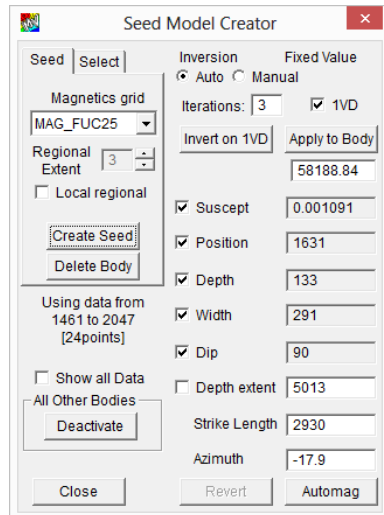 Seed Model Creator
Seed
Select
Magnetics grid
MAG_FUC25
Regional
Extent
3
Local regional
Create Seed
Delete Body
Using data from
1461 to 2047
[24points]
Show all Data
All Other Bodies
Deactivate
Close
Inversion
Fixed Value
Auto
Manual
Iterations:
3
1VD
Invert on 1VD
Apply to Body
58188.84
Suscept
0.001091
Position
1631
Depth
133
Width
291
Dip
90
Depth extent
5013
Strike Length
2930
Azimuth
-17.9
Revert
Automag